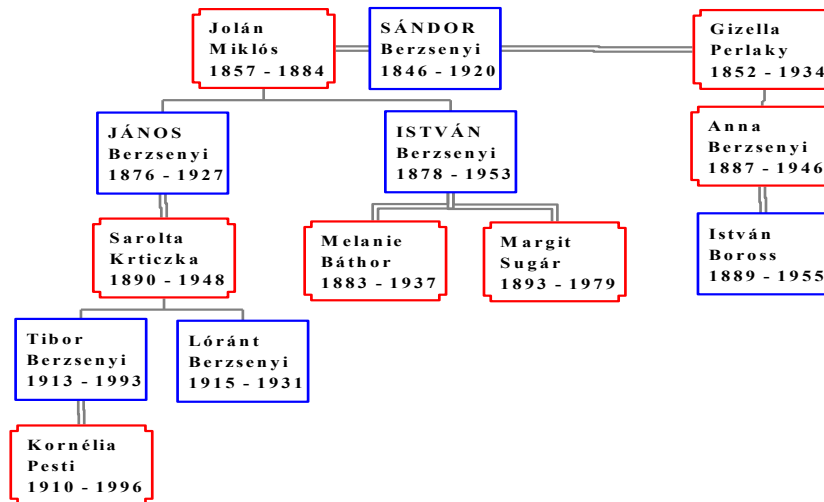 Jolán
Miklós
1857 - 1884
SÁNDOR
Berzsenyi
1846 - 1920
Gizella
Perlaky
1852 - 1934
JÁNOS
Berzsenyi
1876 - 1927
ISTVÁN
Berzsenyi
1878 - 1953
Anna
Berzsenyi
1887 - 1946
Sarolta
Krticzka
1890 - 1948
Melanie
Báthor
1883 - 1937
Margit
Sugár
1893 - 1979
István
Boross
1889 - 1955
Tibor
Berzsenyi
1913 - 1993
Lóránt
Berzsenyi
1915 - 1931
Kornélia
Pesti
1910 - 1996